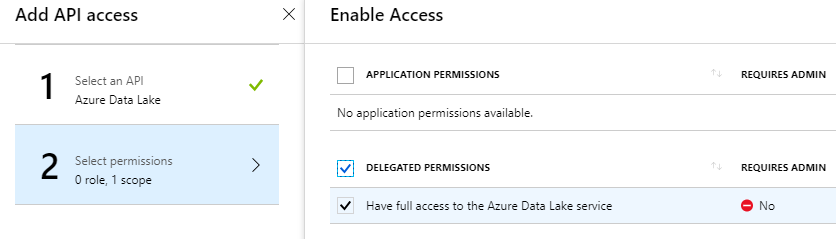 Add API access
1
Select an API
Azure Data Lake
2
Select permissions
0 role, 1 scope
Enable Access
APPLICATION PERMISSIONS REQUIRES ADMIN
No application permissions available.
DELEGATED PERMISSIONS REQUIRES ADMIN
Have full access to the Azure Data Lake service No